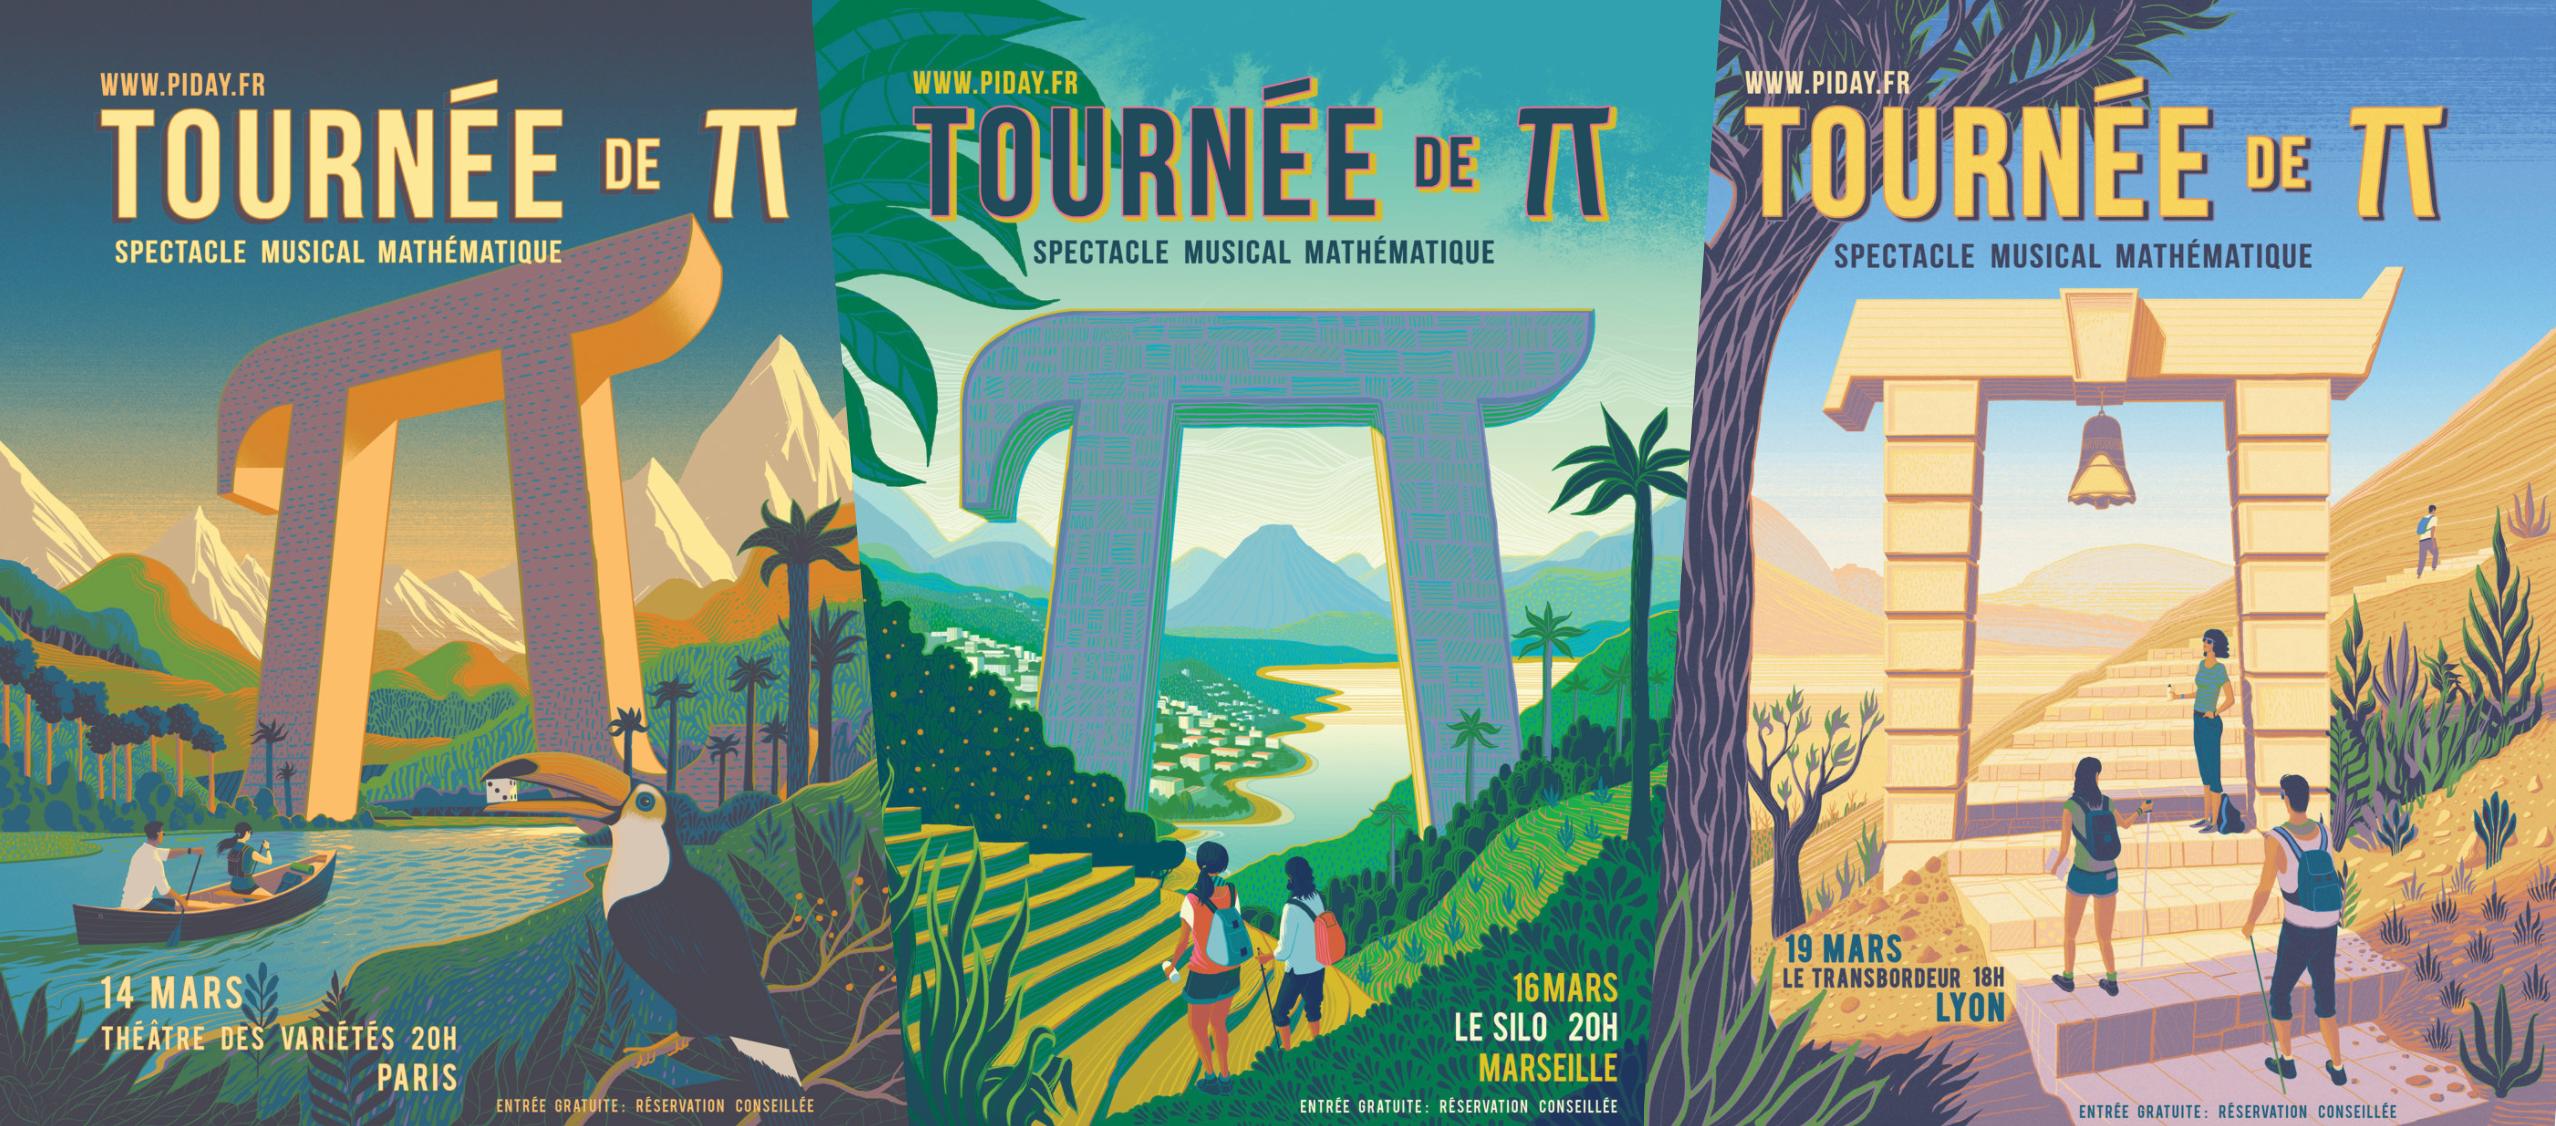 WWW.PIDAY.FR
TOURNÉE DE π
SPECTACLE MUSICAL MATHÉMATIQUE
14 MARS
THÉÂTRE DES VARIÉTÉS 20H
PARIS
ENTRÉE GRATUITE: RÉSERVATION CONSEILLÉE
WWW.PIDAY.FR
TOURNÉE DE π
SPECTACLE MUSICAL MATHÉMATIQUE
16 MARS
LE SILO 20H
MARSEILLE
ENTRÉE GRATUITE: RÉSERVATION CONSEILLÉE
WWW.PIDAY.FR
TOURNÉE DE π
SPECTACLE MUSICAL MATHÉMATIQUE
19 MARS
LE TRANSBORDEUR 18H
LYON
ENTRÉE GRATUITE: RÉSERVATION CONSEILLÉE